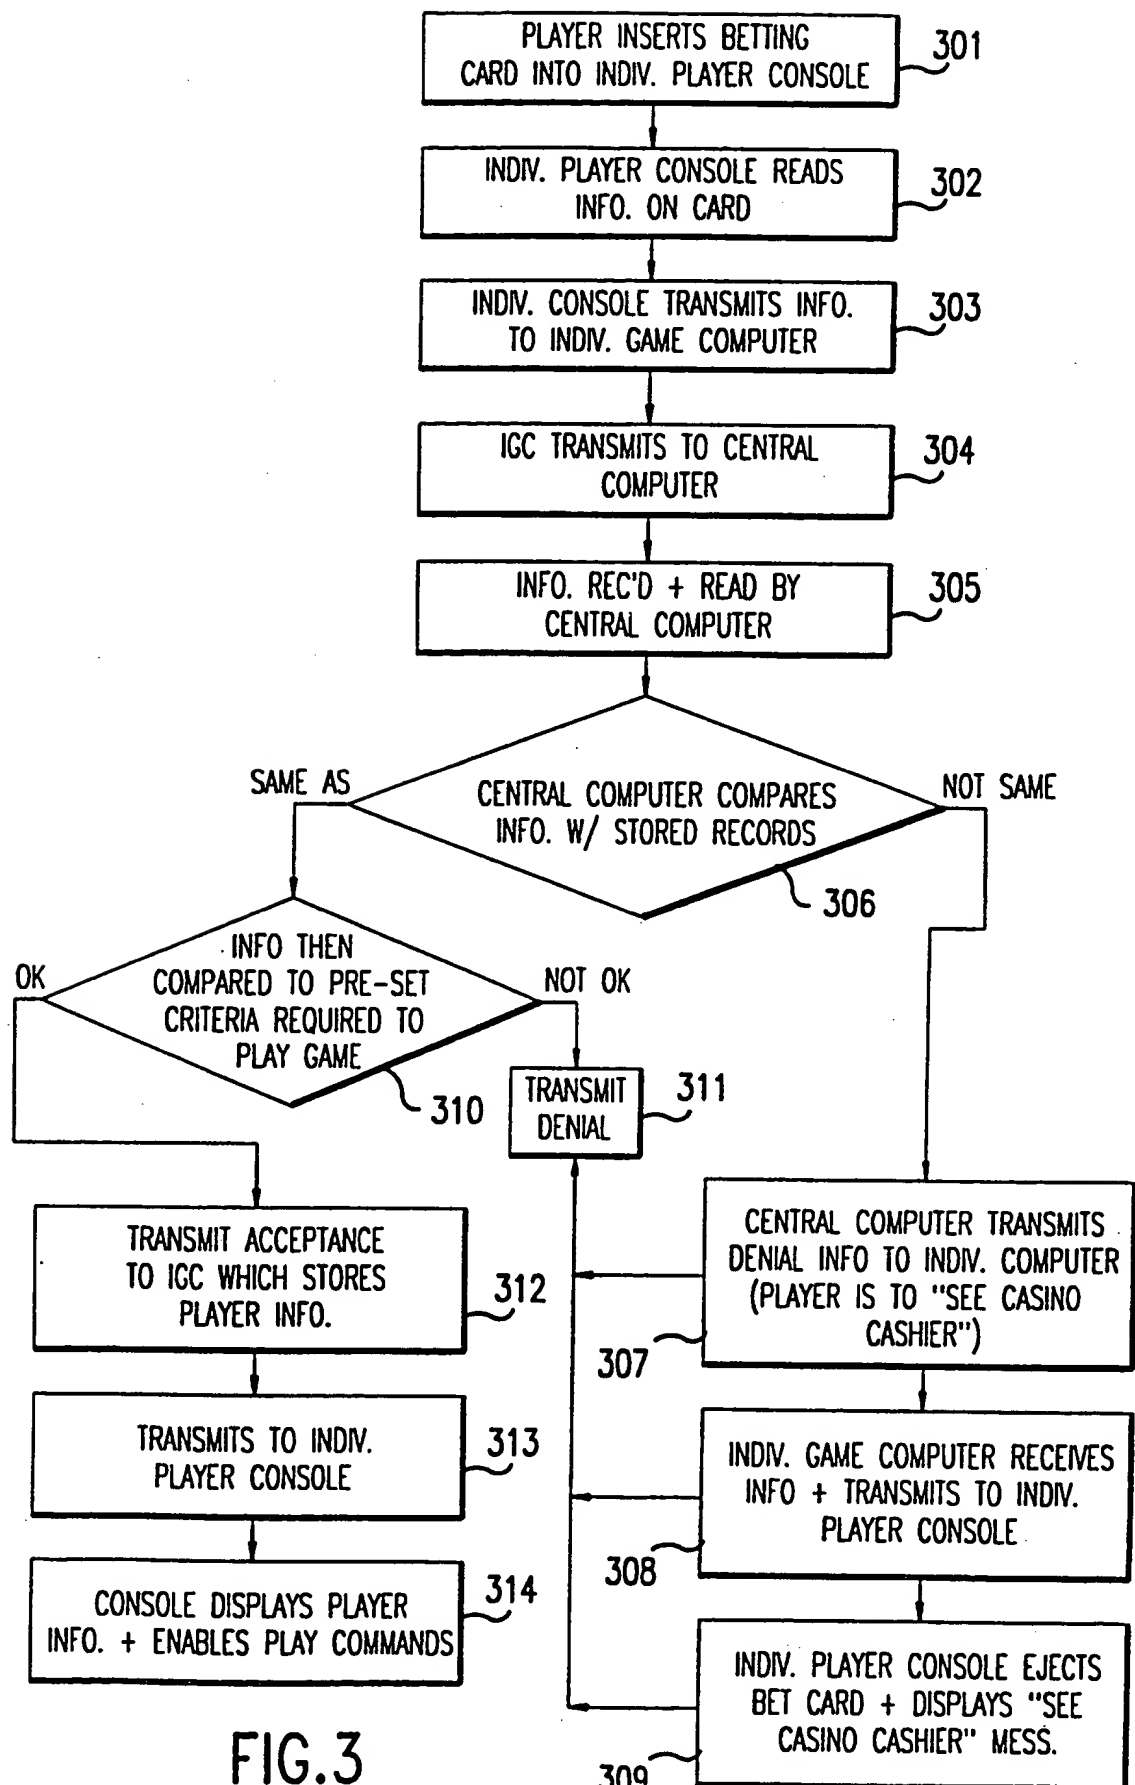 PLAYER INSERTS BETTING
CARD INTO INDIV. PLAYER CONSOLE
301
INDIV. PLAYER CONSOLE READS
INFO. ON CARD
302
INDIV. CONSOLE TRANSMITS INFO.
TO INDIV. GAME COMPUTER
303
IGC TRANSMITS TO CENTRAL
COMPUTER
304
INFO. REC'D + READ BY
CENTRAL COMPUTER
305
SAME AS
CENTRAL COMPUTER COMPARES
INFO. W/ STORED RECORDS
NOT SAME
306
OK
INFO THEN
COMPARED TO PRE-SET
CRITERIA REQUIRED TO
PLAY GAME
NOT OK
310
TRANSMIT
DENIAL
311
TRANSMIT ACCEPTANCE
TO IGC WHICH STORES
PLAYER INFO.
312
CENTRAL COMPUTER TRANSMITS
DENIAL INFO TO INDIV. COMPUTER
(PLAYER IS TO "SEE CASINO
CASHIER")
307
TRANSMITS TO INDIV.
PLAYER CONSOLE
313
INDIV. GAME COMPUTER RECEIVES
INFO + TRANSMITS TO INDIV.
PLAYER CONSOLE
308
CONSOLE DISPLAYS PLAYER
INFO. + ENABLES PLAY COMMANDS
314
INDIV. PLAYER CONSOLE EJECTS
BET CARD + DISPLAYS "SEE
CASINO CASHIER" MESS.
309
FIG.3